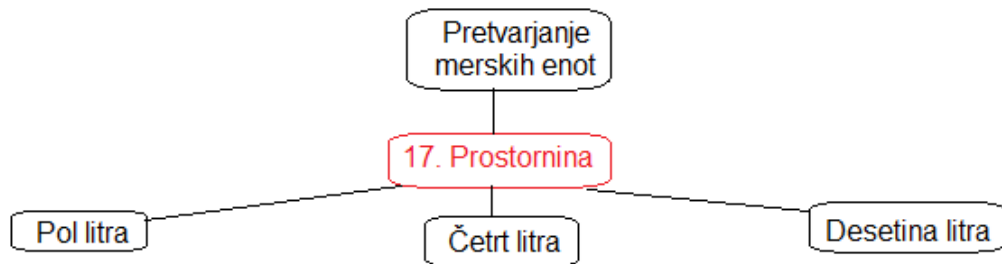 Pretvarjanje
merskih enot
17. Prostornina
Pol litra
Četrt litra
Desetina litra